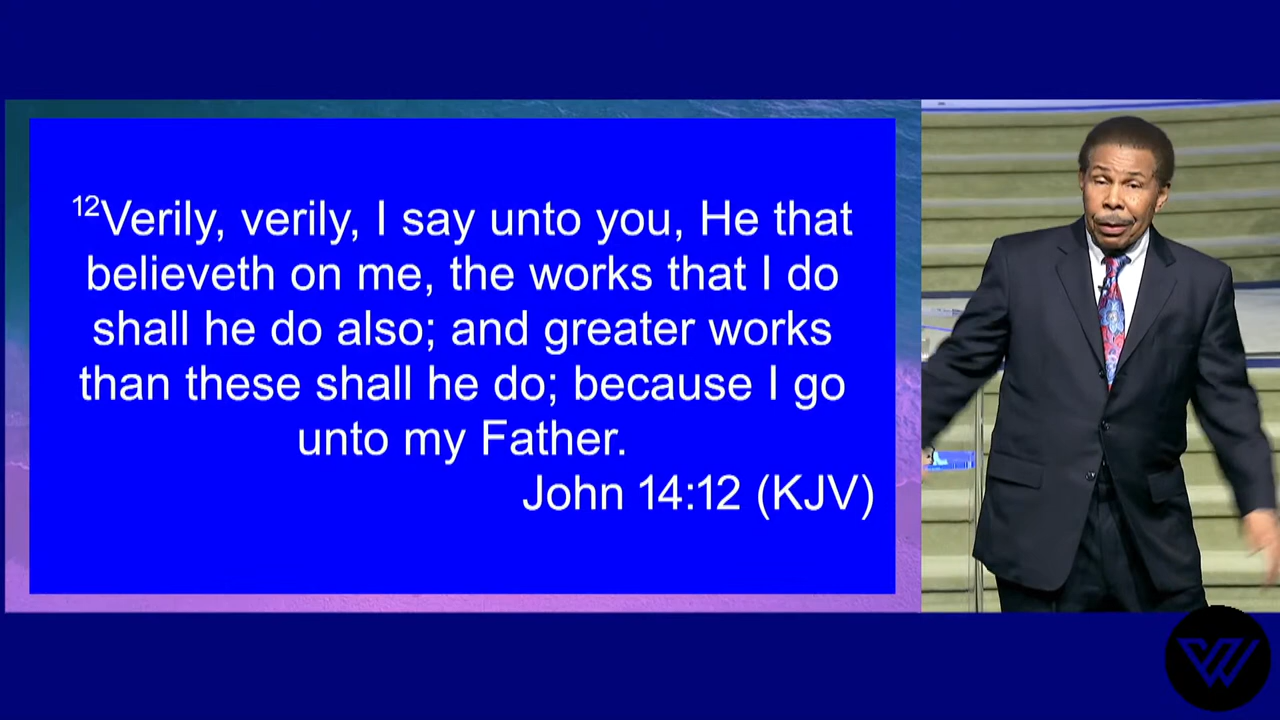 12Verily, verily, I say unto you, He that
believeth on me, the works that I do
shall he do also; and greater works
than these shall he do; because I go
unto my Father.
John 14:12 (KJV)